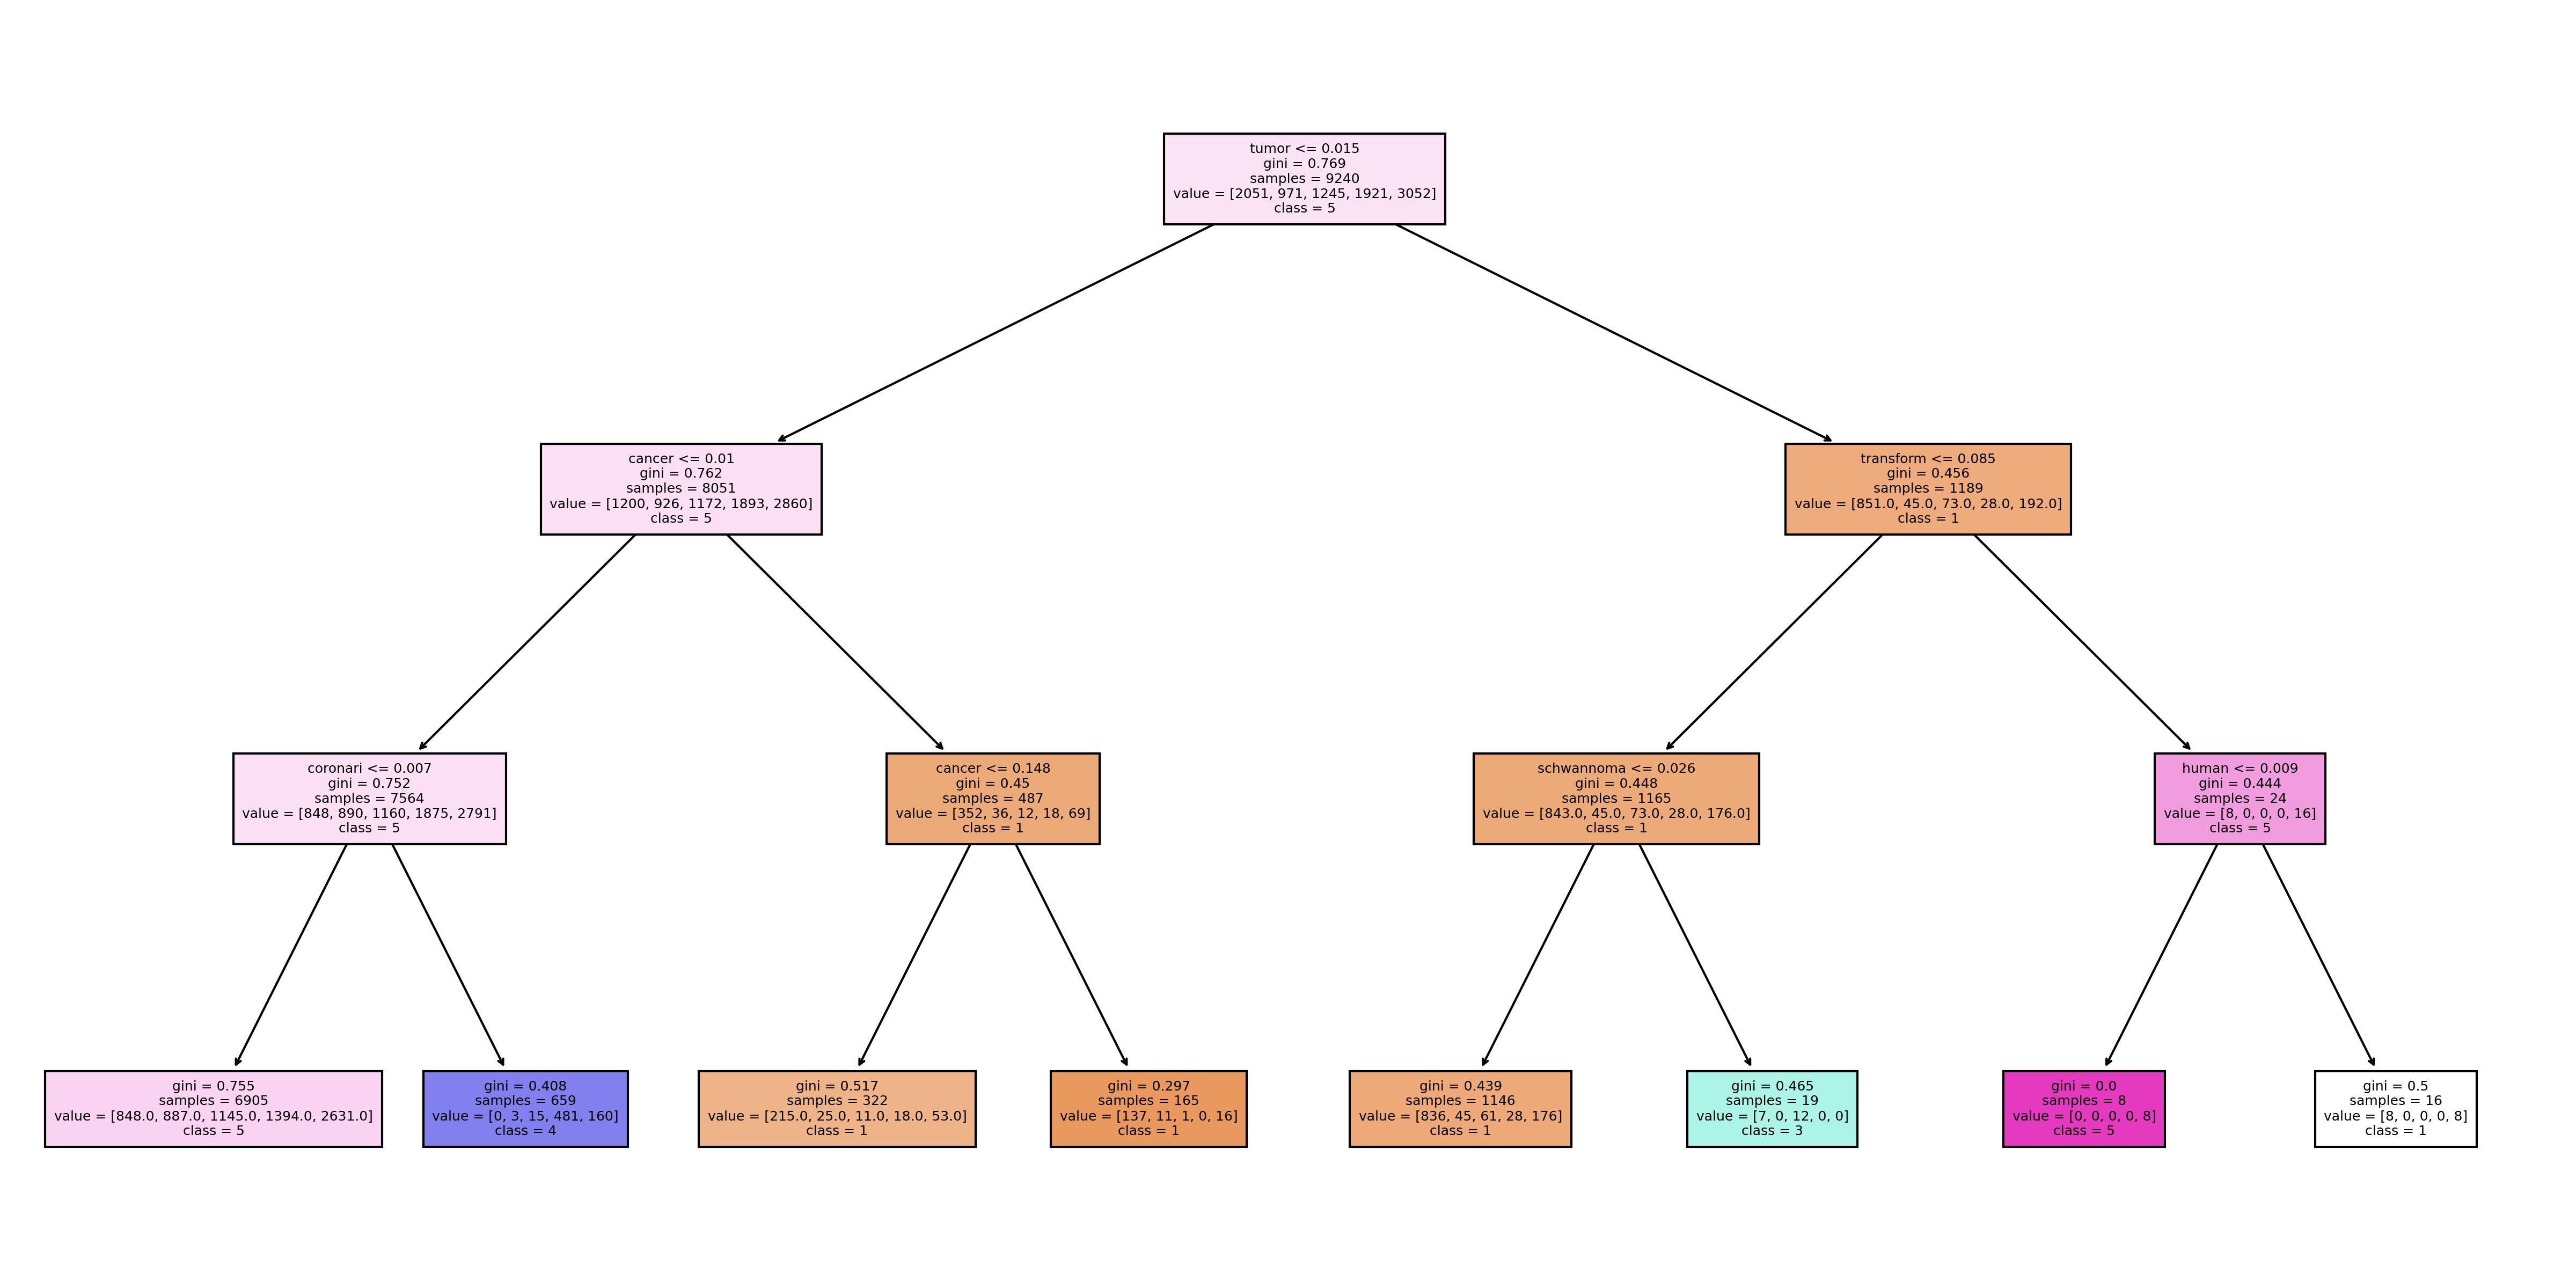 tumor <= 0.015
gini = 0.769
samples = 9240
value = [2051, 971, 1245, 1921, 3052]
class = 5
cancer <= 0.01
gini = 0.762
samples = 8051
value = [1200, 926, 1172, 1893, 2860]
class = 5
transform <= 0.085
gini = 0.456
samples = 1189
value = [851.0, 45.0, 73.0, 28.0, 192.0]
class = 1
coronari <= 0.007
gini = 0.752
samples = 7564
value = [848, 890, 1160, 1875, 2791]
class = 5
cancer <= 0.148
gini = 0.45
samples = 487
value = [352, 36, 12, 18, 69]
class = 1
schwannoma <= 0.026
gini = 0.448
samples = 1165
value = [843.0, 45.0, 73.0, 28.0, 176.0]
class = 1
human <= 0.009
gini = 0.444
samples = 24
value = [8, 0, 0, 0, 16]
class = 5
gini = 0.755
samples = 6905
value = [848.0, 887.0, 1145.0, 1394.0, 2631.0]
class = 5
gini = 0.408
samples = 659
value = [0, 3, 15, 481, 160]
class = 4
gini = 0.517
samples = 322
value = [215.0, 25.0, 11.0, 18.0, 53.0]
class = 1
gini = 0.297
samples = 165
value = [137, 11, 1, 0, 16]
class = 1
gini = 0.439
samples = 1146
value = [836, 45, 61, 28, 176]
class = 1
gini = 0.465
samples = 19
value = [7, 0, 12, 0, 0]
class = 3
gini = 0.0
samples = 8
value = [0, 0, 0, 0, 8]
class = 5
gini = 0.5
samples = 16
value = [8, 0, 0, 0, 8]
class = 1